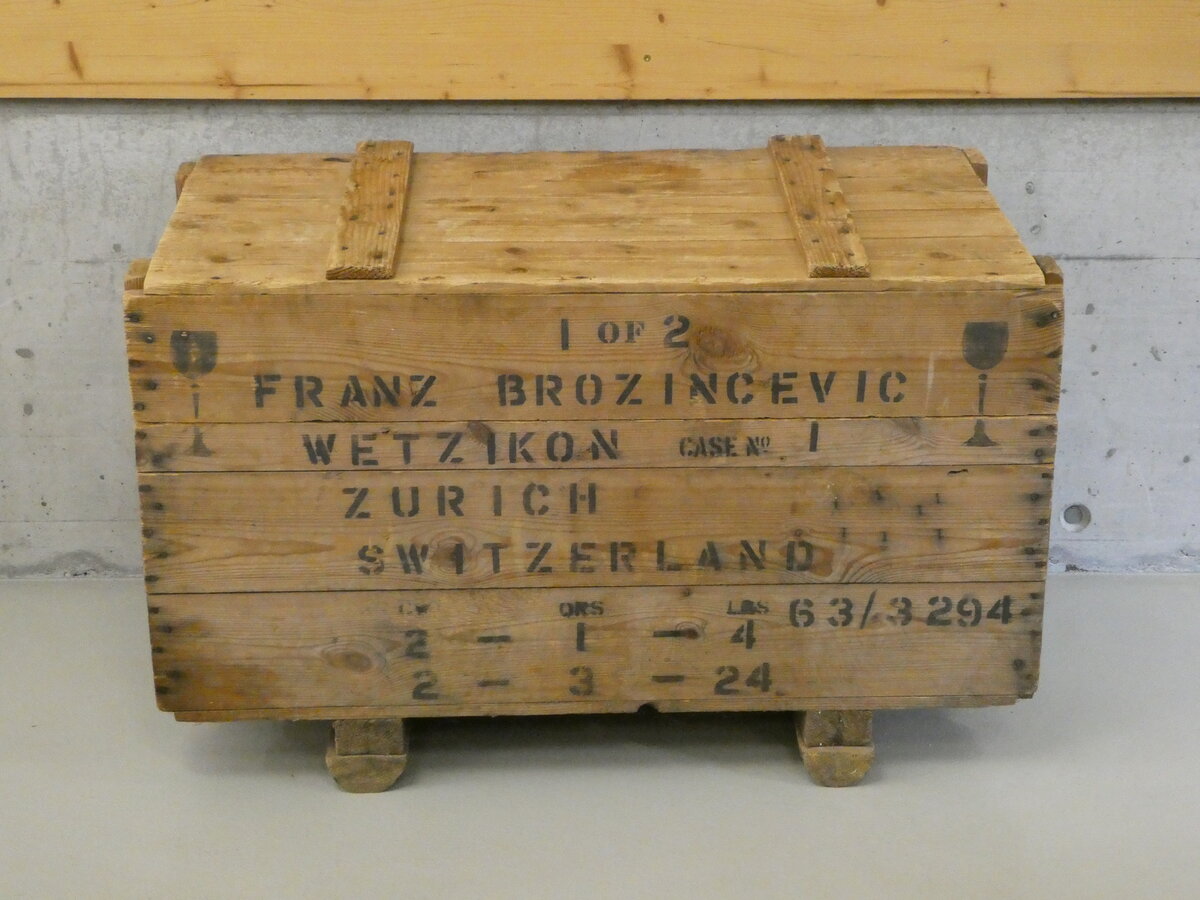 1 OF 2
FRANZ BROZINCEVIC
WETZIKON CASE Nº 1
ZURICH
SWITZERLAND
CW QRS LBS 63/3294
2 - 1 - 4
2 - 3 - 24